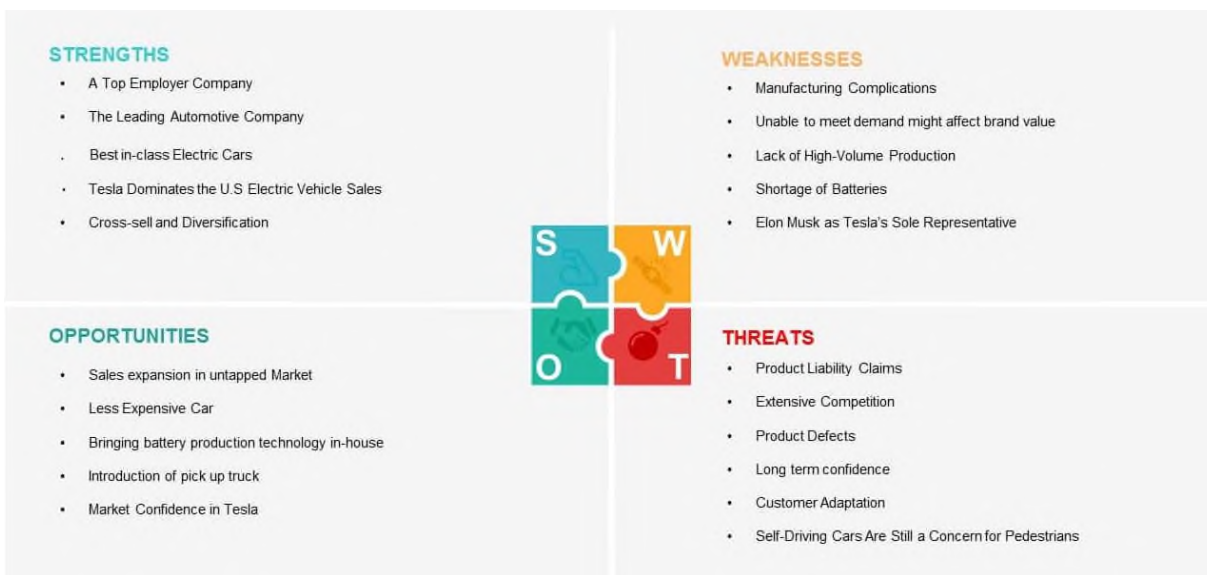 STRENGTHS
• A Top Employer Company
• The Leading Automotive Company
. Best in-class Electric Cars
· Tesla Dominates the U.S Electric Vehicle Sales
• Cross-sell and Diversification
WEAKNESSES
• Manufacturing Complications
• Unable to meet demand might affect brand value
• Lack of High-Volume Production
• Shortage of Batteries
• Elon Musk as Tesla's Sole Representative
S
W
O
T
OPPORTUNITIES
• Sales expansion in untapped Market
• Less Expensive Car
• Bringing battery production technology in-house
• Introduction of pick up truck
• Market Confidence in Tesla
THREATS
• Product Liability Claims
• Extensive Competition
• Product Defects
• Long term confidence
• Customer Adaptation
• Self-Driving Cars Are Still a Concern for Pedestrians